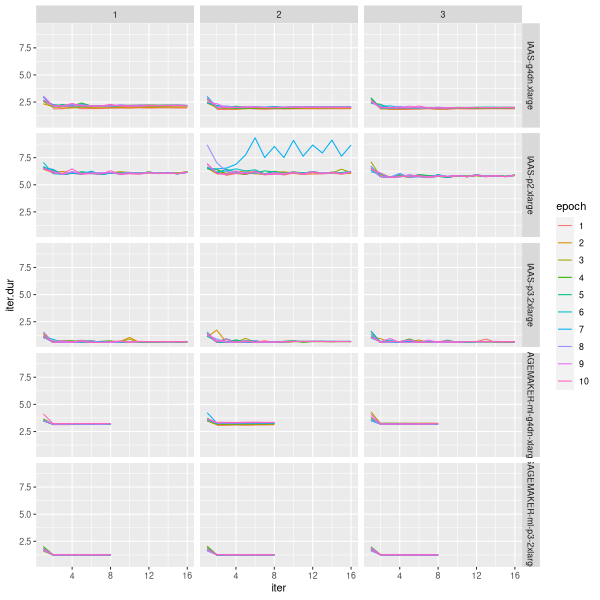 1 2 3
7.5
5.0
2.5
IAAS-g4dn.xlarge
7.5
5.0
2.5
IAAS-p2.xlarge
7.5
5.0
2.5
IAAS-p3.2xlarge
7.5
5.0
2.5
AGEMAKER-ml-g4dn-xlarg
7.5
5.0
2.5
AGEMAKER-ml-p3-2xlarg
4 8 12 16 4 8 12 16 4 8 12 16
iter
iter.dur
epoch
1
2
3
4
5
6
7
8
9
10